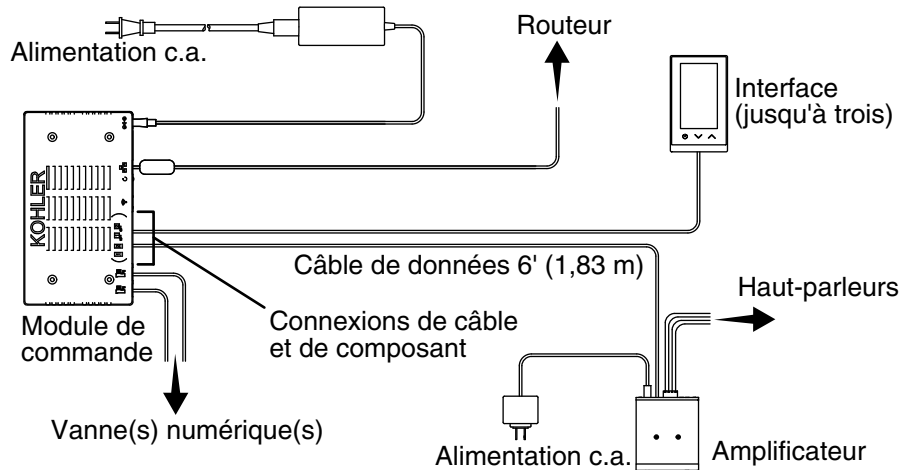 Alimentation c.a.
Routeur
Interface
(jusqu'à trois)
KOHLER
Câble de données 6' (1,83 m)
Haut-parleurs
Module de
commande
Connexions de câble
et de composant
Vanne(s) numérique(s)
Alimentation c.a.
Amplificateur